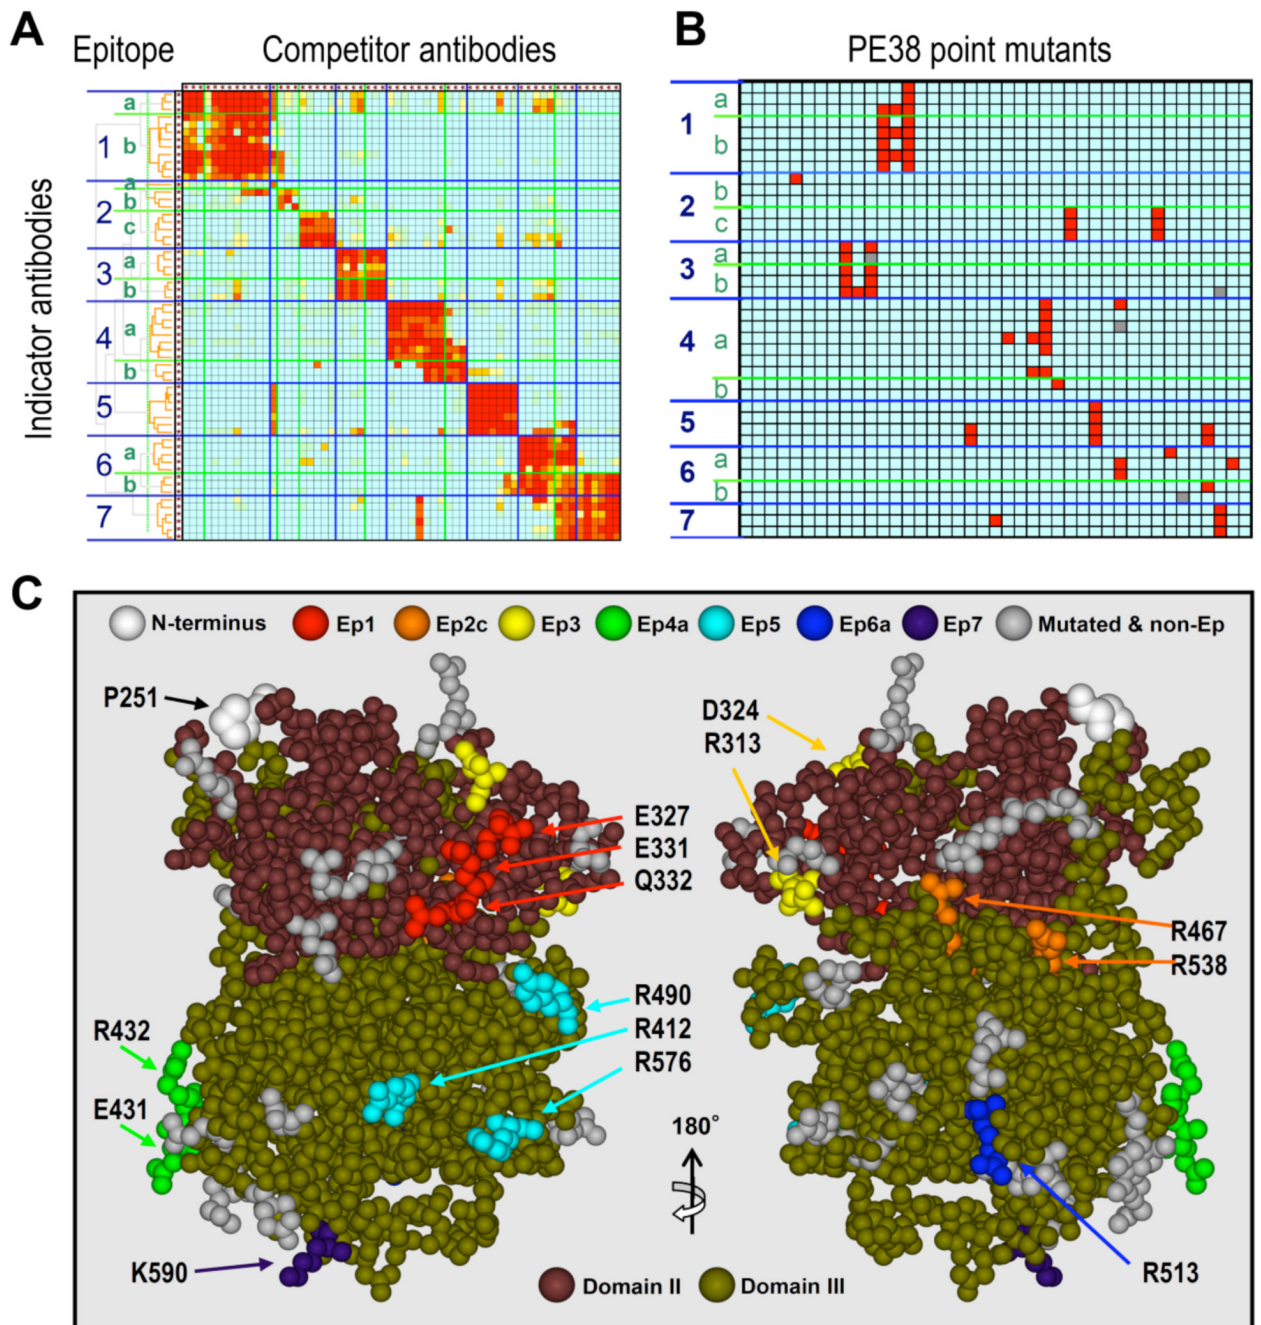 A
Epitope
Competitor antibodies
Indicator antibodies
1
a
b
2
a
b
c
3
a
b
4
a
b
5
6
a
b
7
B
PE38 point mutants
1
a
b
2
b
c
3
a
b
4
a
b
5
6
a
b
7
C
N-terminus
Ep1
Ep2c
Ep3
Ep4a
Ep5
Ep6a
Ep7
Mutated & non-Ep
P251
D324
R313
E327
E331
Q332
R467
R538
R490
R412
R576
R432
E431
180°
K590
R513
Domain II
Domain III